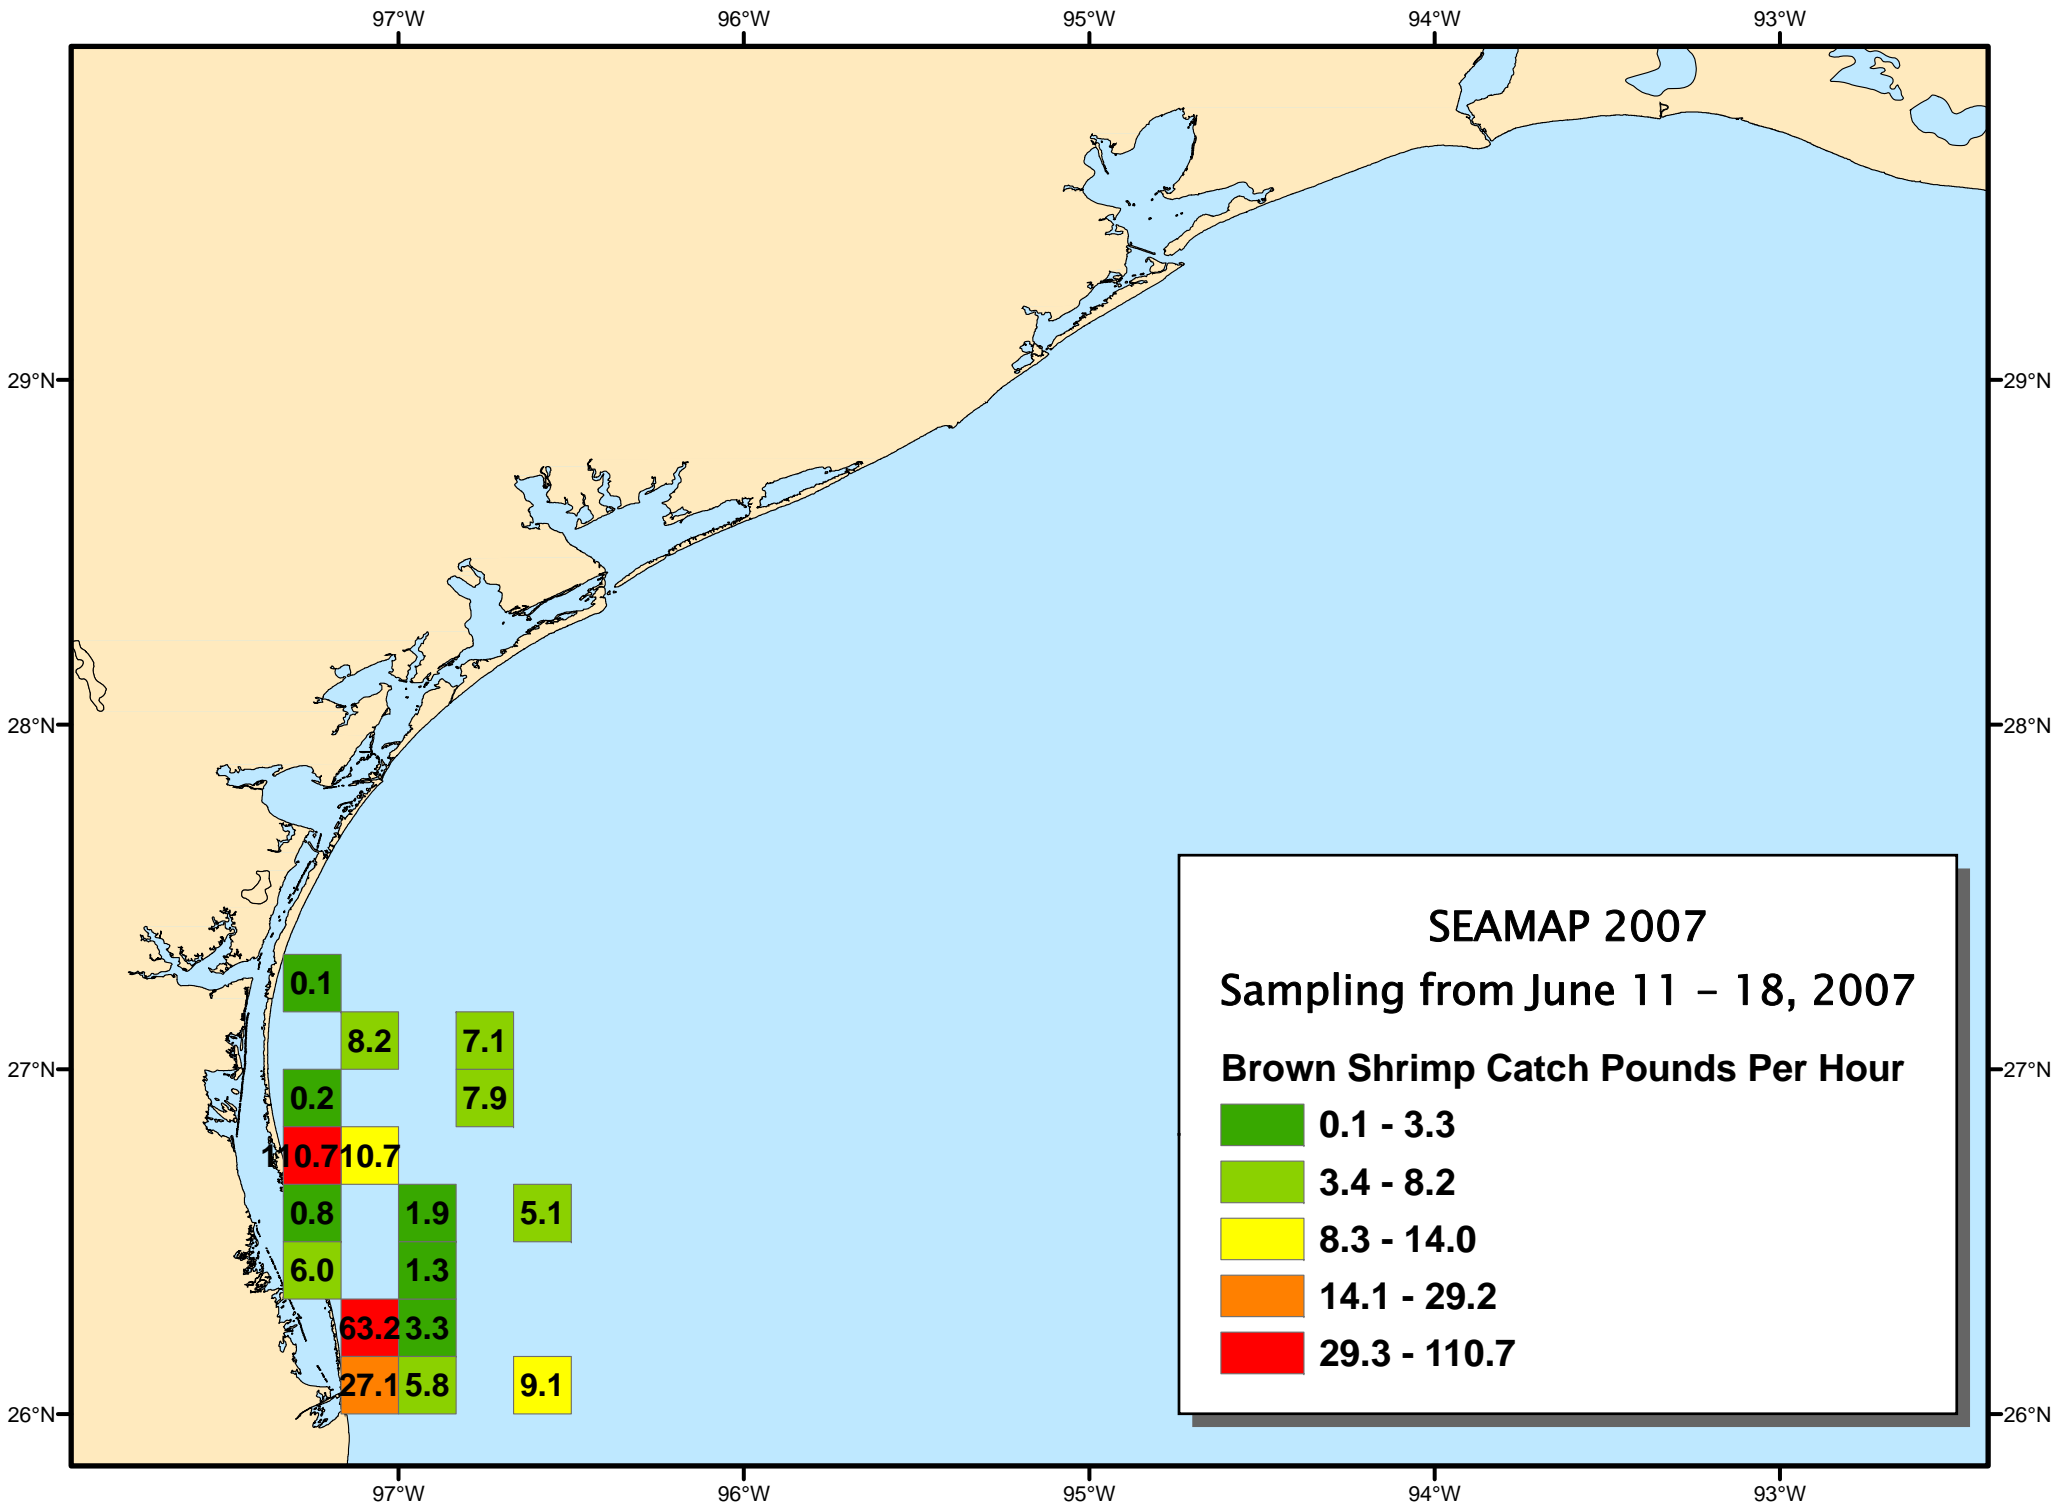 97°W 96°W 95°W 94°W 93°W
29°N 29°N
28°N 28°N
SEAMAP 2007
Sampling from June 11 – 18, 2007
0.1
8.2 7.1
27°N Brown Shrimp Catch Pounds Per Hour 27°N
0.2 7.9
0.1 - 3.3
110.7 10.7
3.4 - 8.2
0.8 1.9 5.1
8.3 - 14.0
6.0 1.3
14.1 - 29.2
63.2 3.3
29.3 - 110.7
27.1 5.8 9.1
26°N 26°N
97°W 96°W 95°W 94°W 93°W